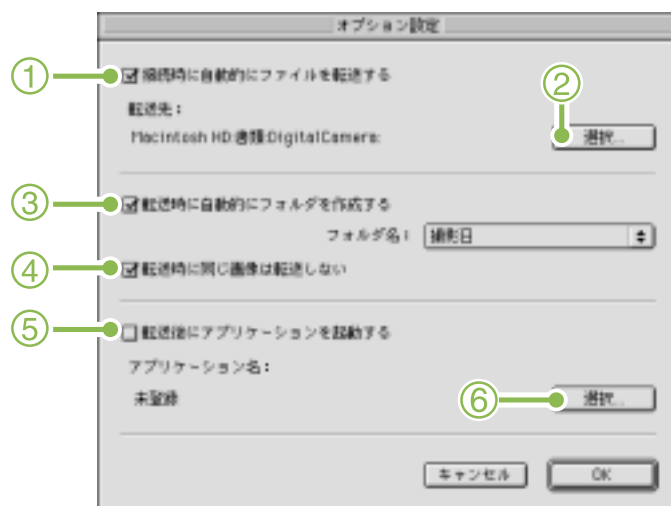 オプション設定
① 接続時に自動的にファイルを転送する
②
転送先：
Macintosh HD:書類:DigitalCamera:
選択...
③ 転送時に自動的にフォルダを作成する
フォルダ名： 撮影日
④ 転送時に同じ画像は転送しない
⑤ 転送後にアプリケーションを起動する
アプリケーション名：
未登録
⑥ 選択...
キャンセル OK